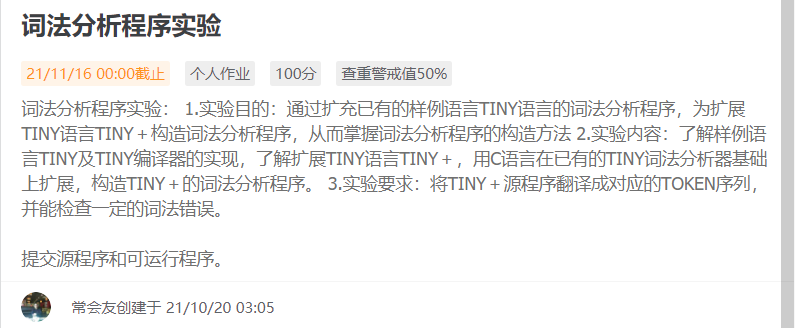 词法分析程序实验
21/11/16 00:00截止 个人作业 100分 查重警戒值50%
词法分析程序实验： 1.实验目的：通过扩充已有的样例语言TINY语言的词法分析程序，为扩展
TINY语言TINY＋构造词法分析程序，从而掌握词法分析程序的构造方法 2.实验内容：了解样例语
言TINY及TINY编译器的实现，了解扩展TINY语言TINY＋，用C语言在已有的TINY词法分析器基础
上扩展，构造TINY＋的词法分析程序。 3.实验要求：将TINY＋源程序翻译成对应的TOKEN序列，
并能检查一定的词法错误。
提交源程序和可运行程序。
常会友创建于 21/10/20 03:05